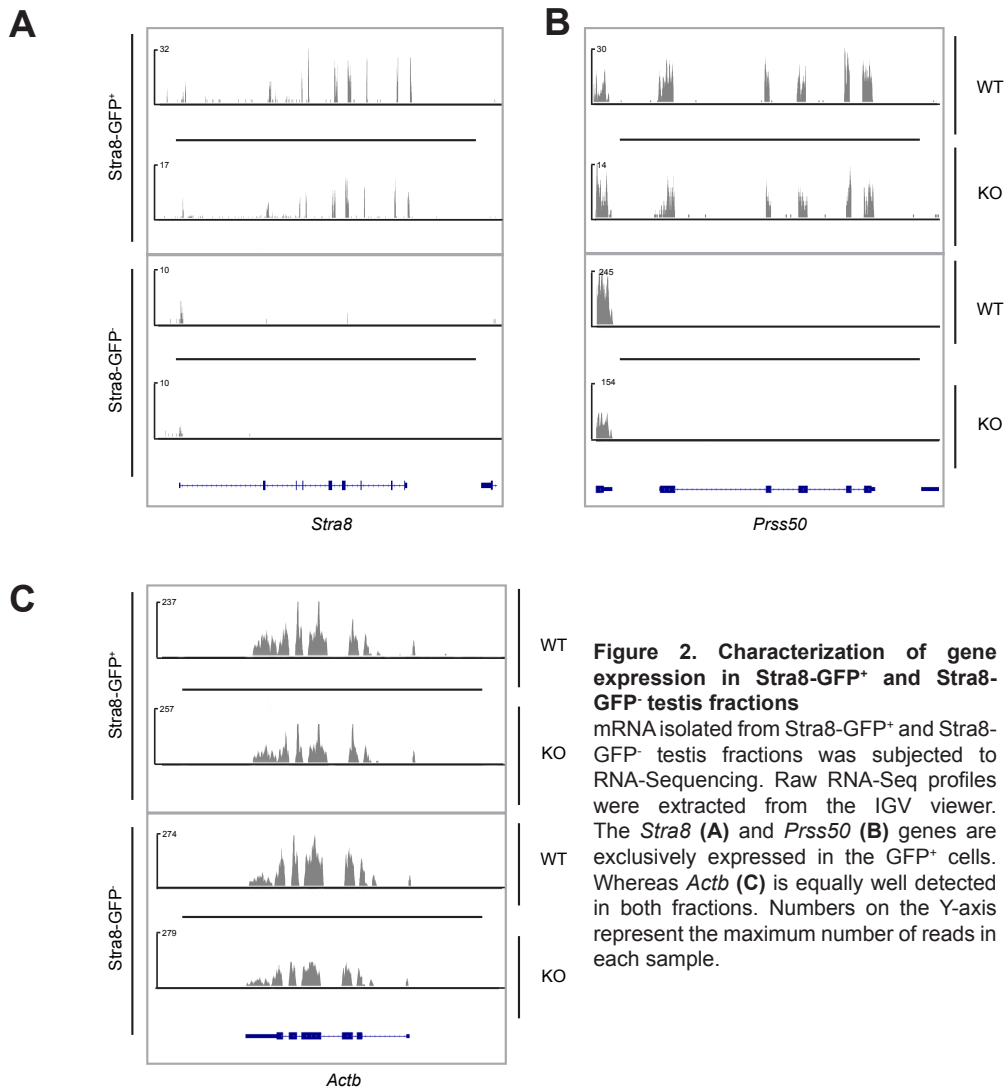 A
Stra8-GFP⁺
32
17
Stra8-GFP⁻
10
10
Stra8
B
30
WT
14
KO
245
WT
154
KO
Prss50
C
Stra8-GFP⁺
237
WT
257
KO
Stra8-GFP⁻
274
WT
279
KO
Actb
Figure 2. Characterization of gene
expression in Stra8-GFP⁺ and Stra8-
GFP⁻ testis fractions
mRNA isolated from Stra8-GFP⁺ and Stra8-
GFP⁻ testis fractions was subjected to
RNA-Sequencing. Raw RNA-Seq profiles
were extracted from the IGV viewer.
The Stra8 (A) and Prss50 (B) genes are
exclusively expressed in the GFP⁺ cells.
Whereas Actb (C) is equally well detected
in both fractions. Numbers on the Y-axis
represent the maximum number of reads in
each sample.